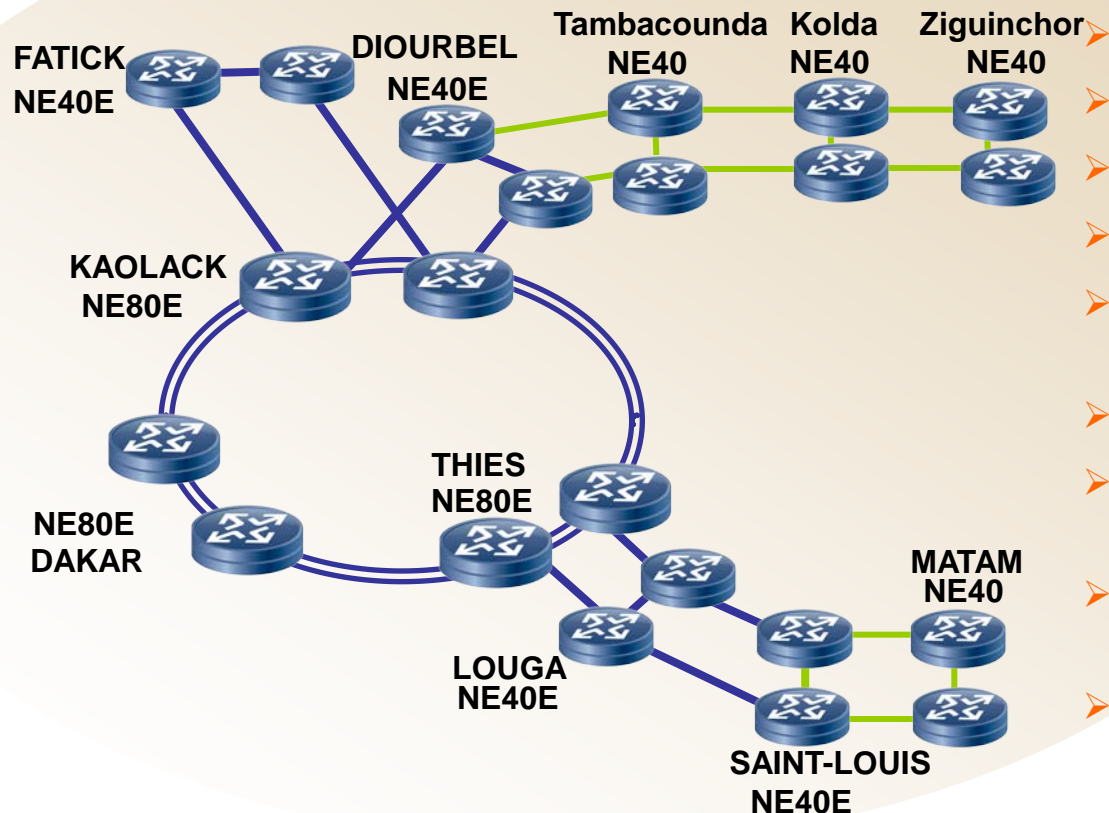 FATICK
NE40E
DIOURBEL
NE40E
Tambacounda
NE40
Kolda
NE40
Ziguinchor
NE40
KAOLACK
NE80E
NE80E
DAKAR
THIES
NE80E
LOUGA
NE40E
MATAM
NE40
SAINT-LOUIS
NE40E